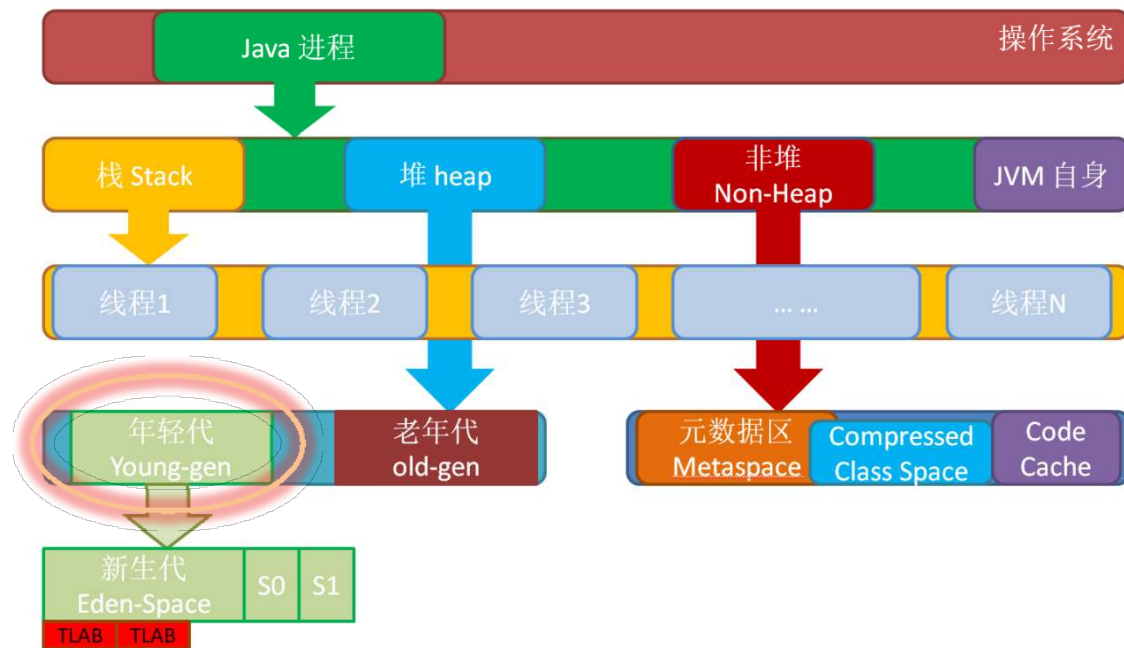 Java 进程
操作系统
栈 Stack
堆 heap
非堆
Non-Heap
JVM 自身
线程1
线程2
线程3
... ...
线程N
年轻代
Young-gen
老年代
old-gen
元数据区
Metaspace
Compressed
Class Space
Code
Cache
新生代
Eden-Space
S0
S1
TLAB
TLAB